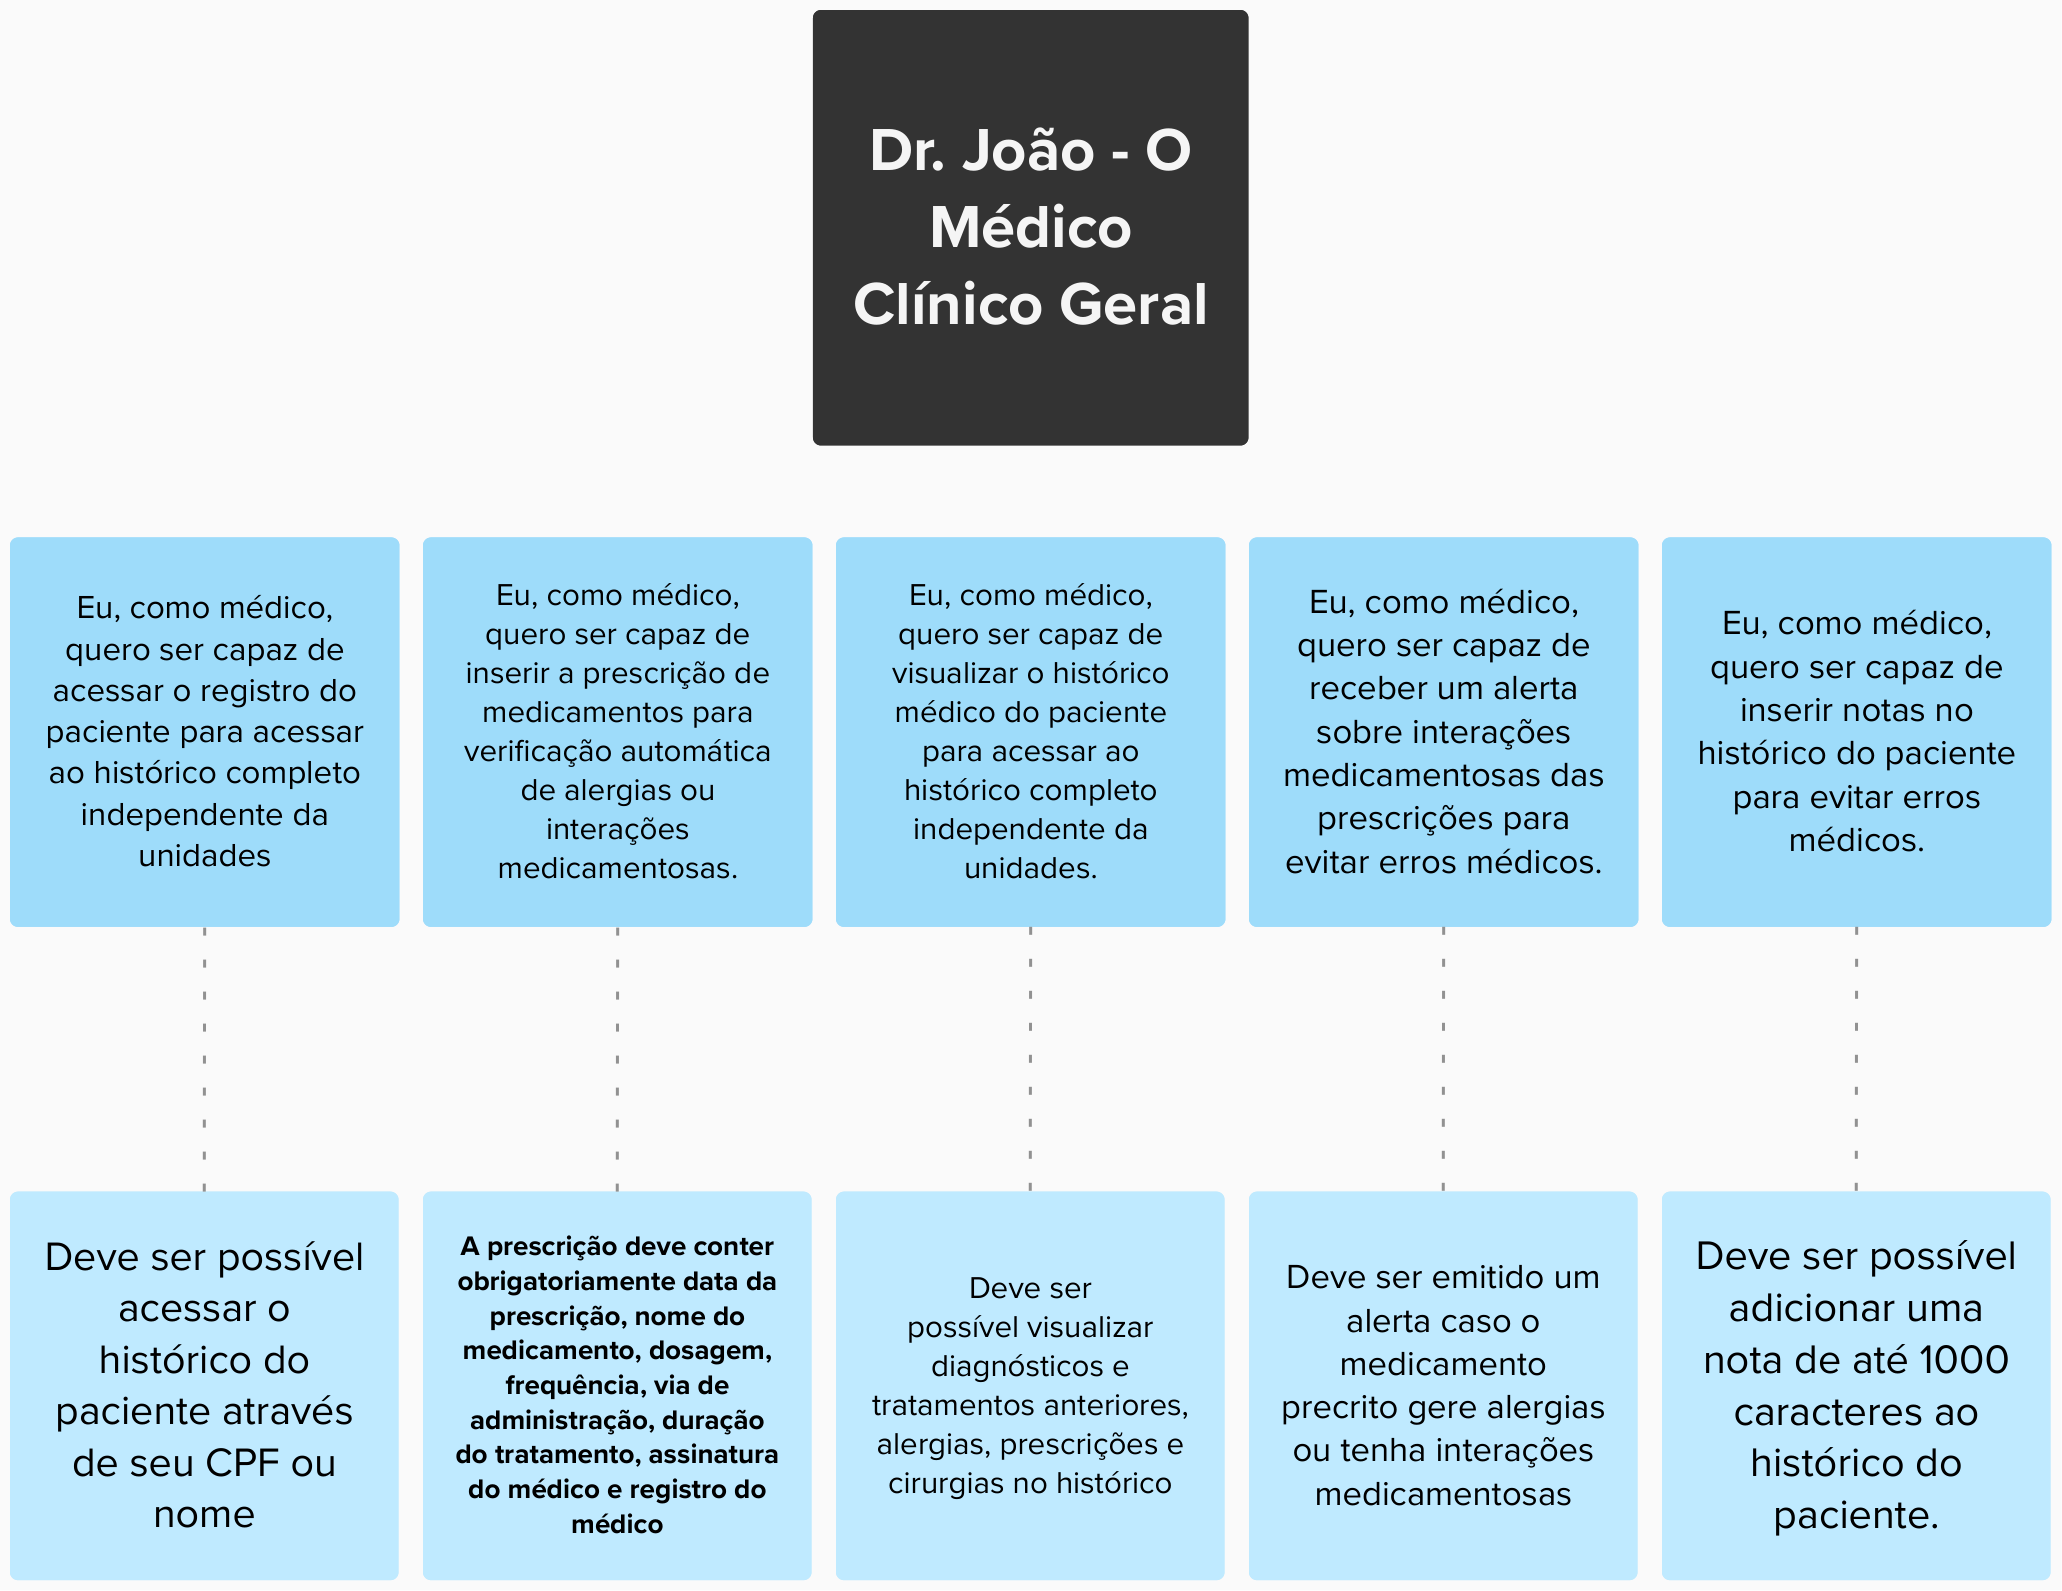 Dr. João - O
Médico
Clínico Geral
Eu, como médico,
quero ser capaz de
acessar o registro do
paciente para acessar
ao histórico completo
independente da
unidades
Eu, como médico,
quero ser capaz de
inserir a prescrição de
medicamentos para
verificação automática
de alergias ou
interações
medicamentosas.
Eu, como médico,
quero ser capaz de
visualizar o histórico
médico do paciente
para acessar ao
histórico completo
independente da
unidades.
Eu, como médico,
quero ser capaz de
receber um alerta
sobre interações
medicamentosas das
prescrições para
evitar erros médicos.
Eu, como médico,
quero ser capaz de
inserir notas no
histórico do paciente
para evitar erros
médicos.
Deve ser possível
acessar o
histórico do
paciente através
de seu CPF ou
nome
A prescrição deve conter
obrigatoriamente data da
prescrição, nome do
medicamento, dosagem,
frequência, via de
administração, duração
do tratamento, assinatura
do médico e registro do
médico
Deve ser
possível visualizar
diagnósticos e
tratamentos anteriores,
alergias, prescrições e
cirurgias no histórico
Deve ser emitido um
alerta caso o
medicamento
precrito gere alergias
ou tenha interações
medicamentosas
Deve ser possível
adicionar uma
nota de até 1000
caracteres ao
histórico do
paciente.